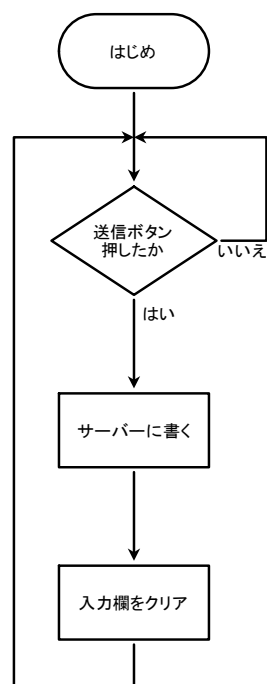 はじめ
送信ボタン
押したか
いいえ
はい
サーバーに書く
入力欄をクリア